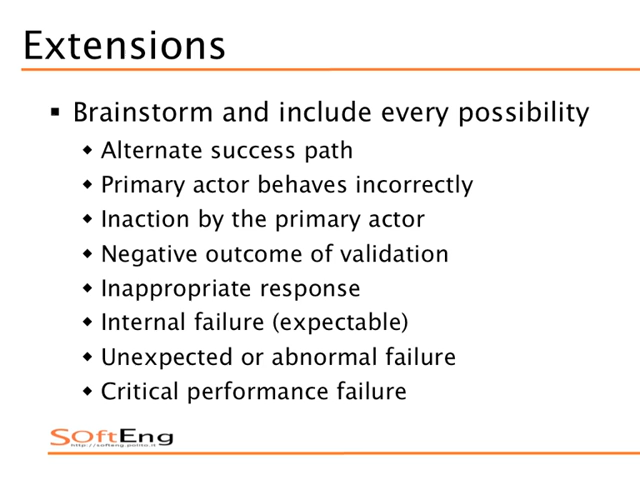 Extensions
▪ Brainstorm and include every possibility
◆ Alternate success path
◆ Primary actor behaves incorrectly
◆ Inaction by the primary actor
◆ Negative outcome of validation
◆ Inappropriate response
◆ Internal failure (expectable)
◆ Unexpected or abnormal failure
◆ Critical performance failure
SOftEng
http://softeng.polito.it